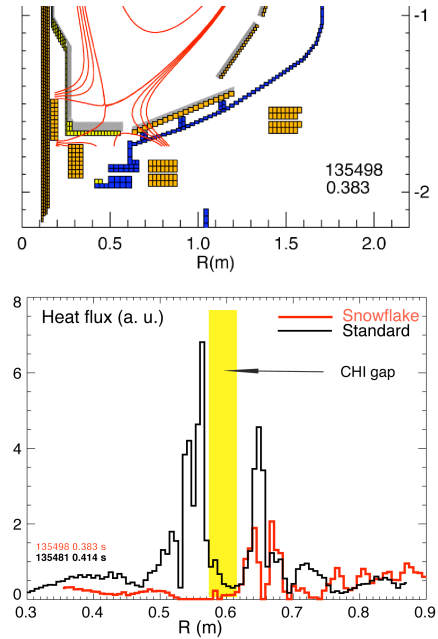 -1
135498
0.383
-2
0 0.5 1.0 1.5 2.0
R(m)
8
Heat flux (a. u.)
Snowflake
Standard
6
CHI gap
4
2
135498 0.383 s
135481 0.414 s
0
0.3 0.4 0.5 0.6 0.7 0.8 0.9
R (m)